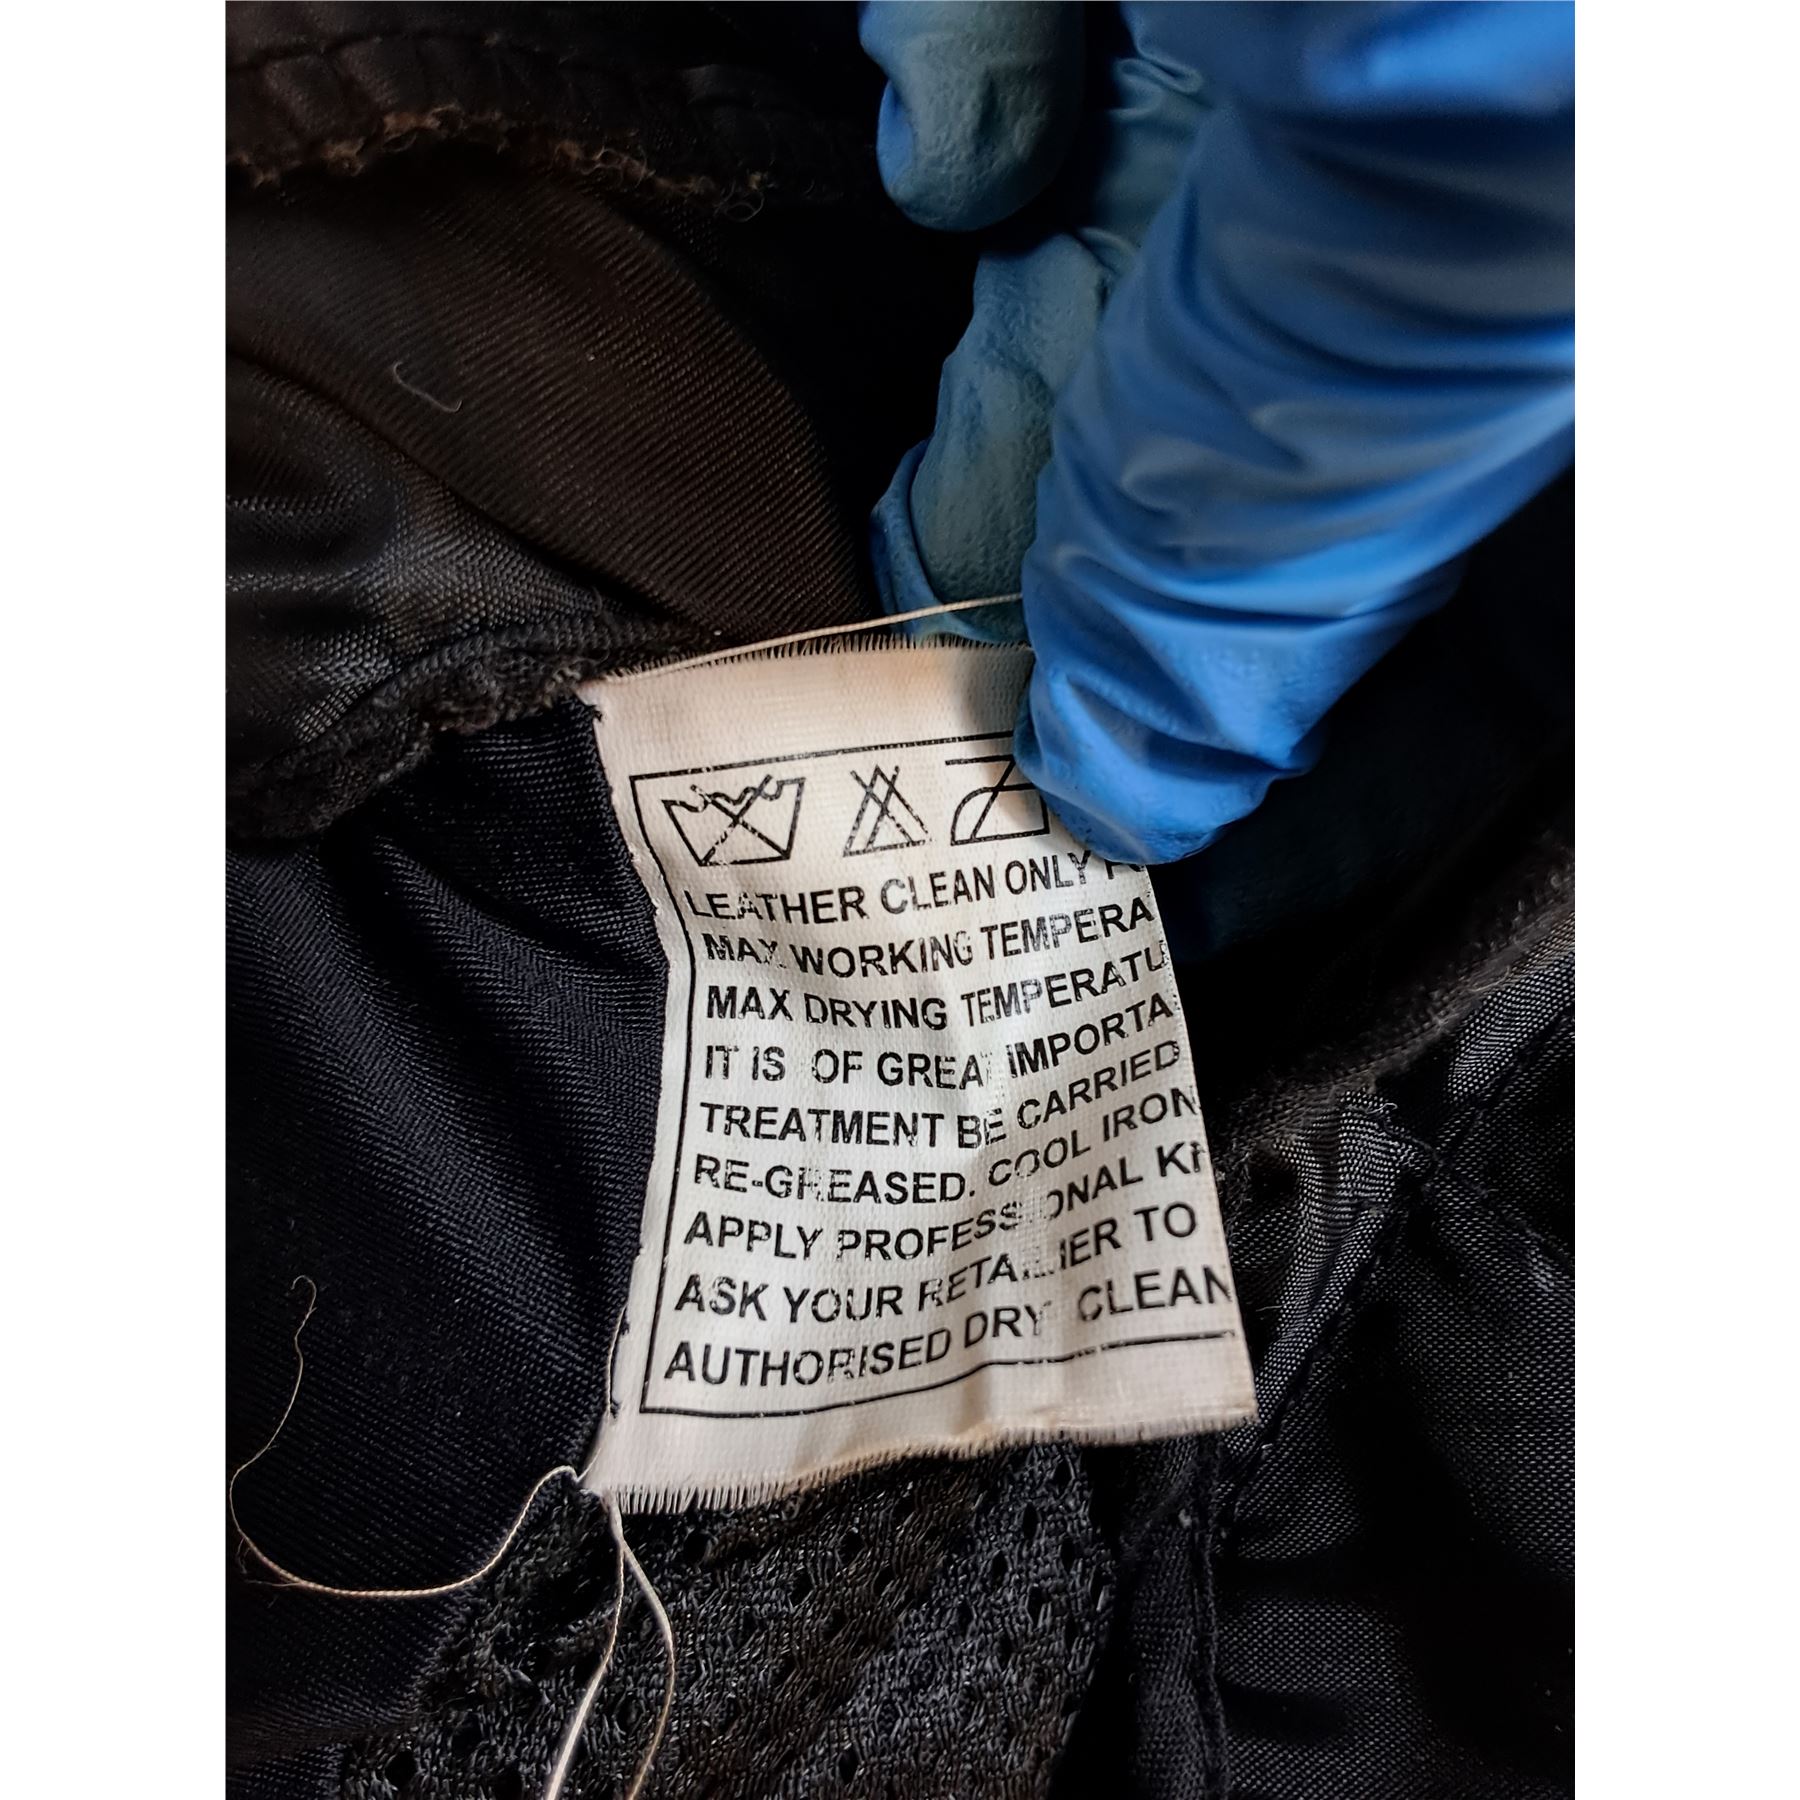 LEATHER CLEAN ONLY
MAX WORKING TEMPERA
MAX DRYING TEMPERATU
IT IS OF GREAT IMPORTA
TREATMENT BE CARRIED
RE-GREASED. COOL IRON
APPLY PROFESSIONAL
ASK YOUR RETAILIER TO
AUTHORISED DRY CLEAN